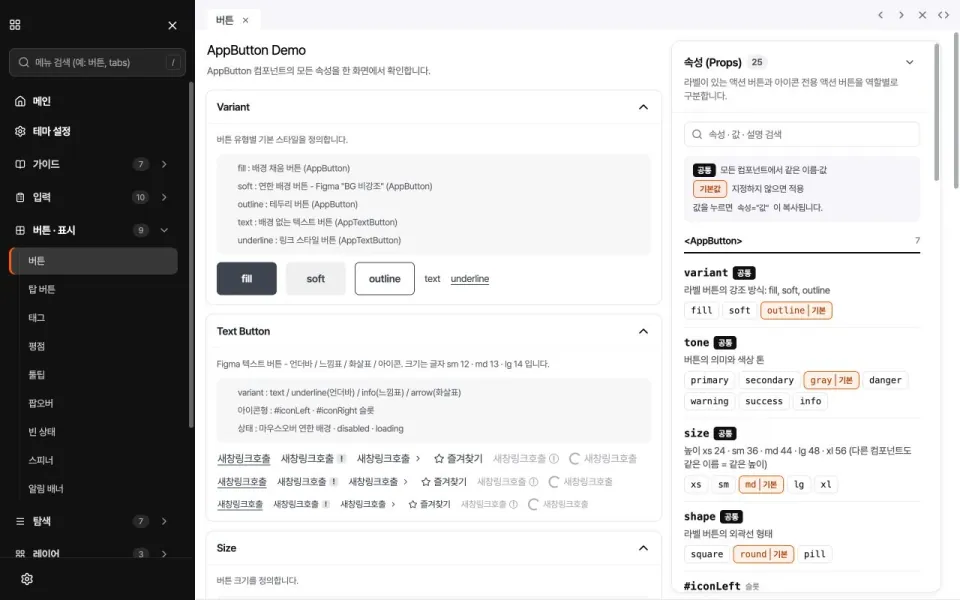 메뉴 검색 (예: 버튼, tabs) /
메인
테마 설정
가이드 7
입력 10
버튼 · 표시 9
버튼
탑 버튼
태그
평점
툴팁
팝오버
빈 상태
스피너
알림 배너
탐색 7
레이어 3
버튼 ×
AppButton Demo
AppButton 컴포넌트의 모든 속성을 한 화면에서 확인합니다.
Variant
버튼 유형별 기본 스타일을 정의합니다.
fill : 배경 채움 버튼 (AppButton)
soft : 연한 배경 버튼 - Figma "BG 비강조" (AppButton)
outline : 테두리 버튼 (AppButton)
text : 배경 없는 텍스트 버튼 (AppTextButton)
underline : 링크 스타일 버튼 (AppTextButton)
fill soft outline text underline
Text Button
Figma 텍스트 버튼 - 언더바 / 느낌표 / 화살표 / 아이콘. 크기는 글자 sm 12 · md 13 · lg 14 입니다.
variant : text / underline(언더바) / info(느낌표) / arrow(화살표)
아이콘형 : #iconLeft · #iconRight 슬롯
상태 : 마우스오버 연한 배경 · disabled · loading
새창링크호출 새창링크호출 새창링크호출 즐겨찾기 새창링크호출 새창링크호출
새창링크호출 새창링크호출 새창링크호출 즐겨찾기 새창링크호출 새창링크호출
새창링크호출 새창링크호출 새창링크호출 즐겨찾기 새창링크호출 새창링크호출
Size
버튼 크기를 정의합니다.
속성 (Props) 25
라벨이 있는 액션 버튼과 아이콘 전용 액션 버튼을 역할별로
구분합니다.
속성 · 값 · 설명 검색
공통 모든 컴포넌트에서 같은 이름·값
기본값 지정하지 않으면 적용
값을 누르면 속성="값" 이 복사됩니다.
<AppButton> 7
variant 공통
라벨 버튼의 강조 방식: fill, soft, outline
fill soft outline | 기본
tone 공통
버튼의 의미와 색상 톤
primary secondary gray | 기본 danger
warning success info
size 공통
높이 xs 24 · sm 36 · md 44 · lg 48 · xl 56 (다른 컴포넌트도
같은 이름 = 같은 높이)
xs sm md | 기본 lg xl
shape 공통
라벨 버튼의 외곽선 형태
square round | 기본 pill
#iconLeft 슬롯